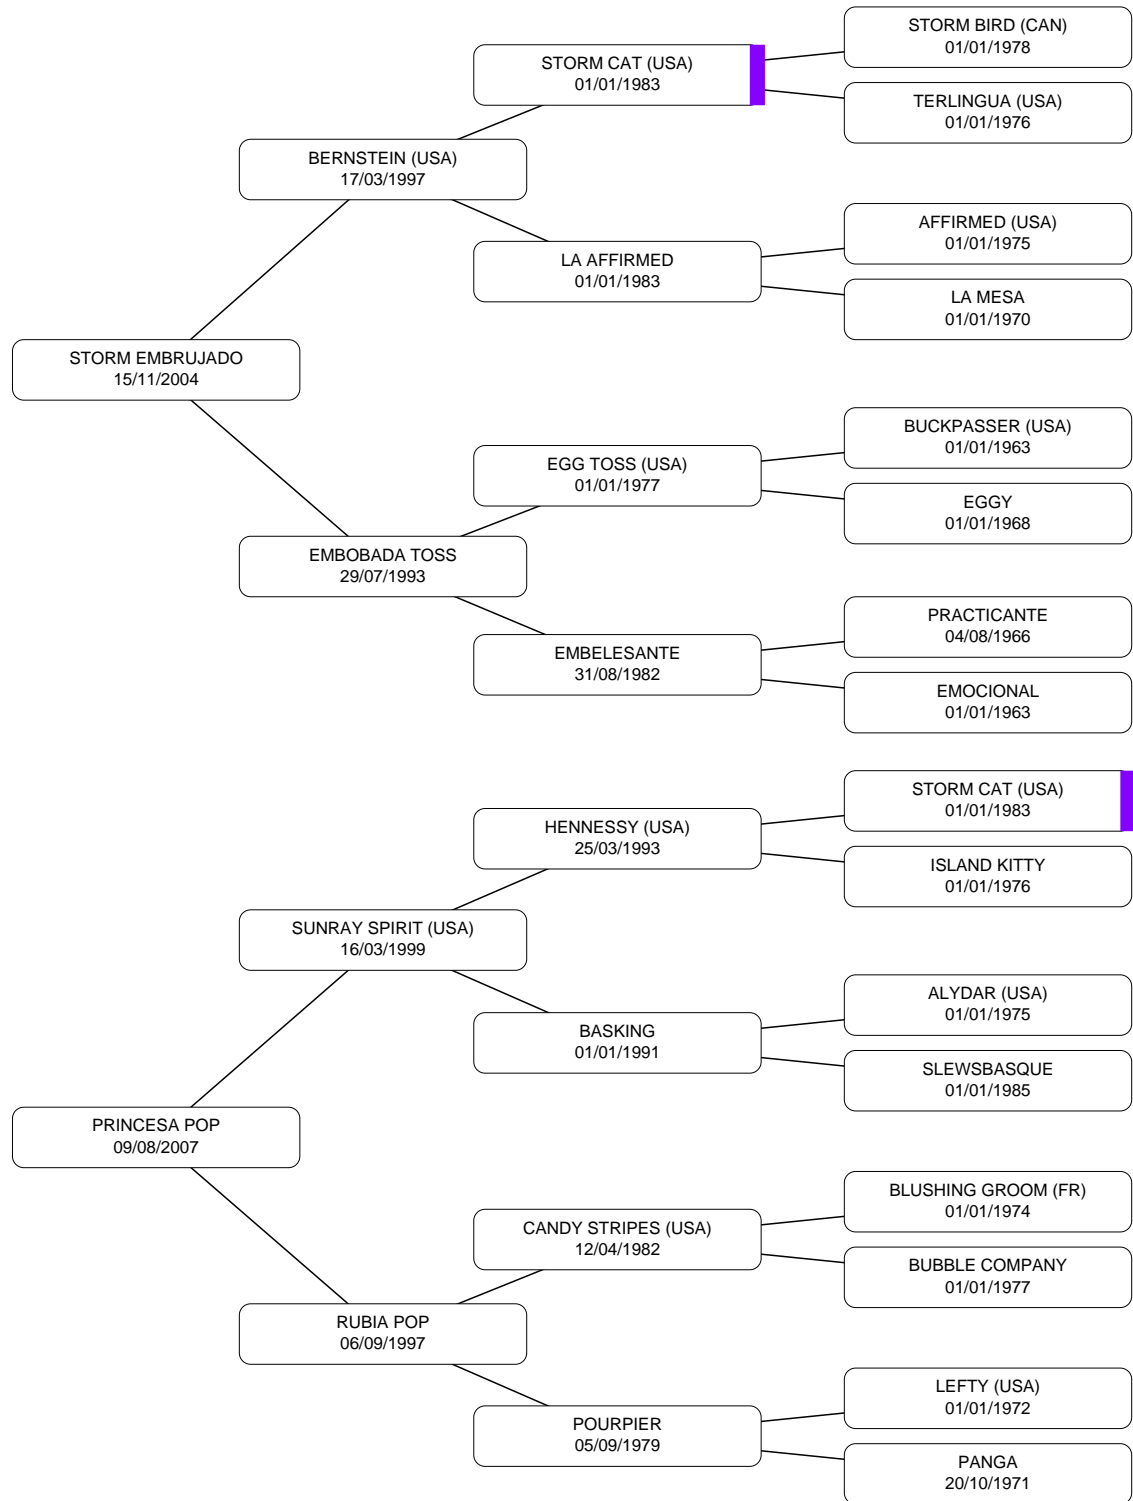 STORM BIRD (CAN)
01/01/1978
STORM CAT (USA)
01/01/1983
TERLINGUA (USA)
01/01/1976
BERNSTEIN (USA)
17/03/1997
AFFIRMED (USA)
01/01/1975
LA AFFIRMED
01/01/1983
LA MESA
01/01/1970
STORM EMBRUJADO
15/11/2004
BUCKPASSER (USA)
01/01/1963
EGG TOSS (USA)
01/01/1977
EGGY
01/01/1968
EMBOBADA TOSS
29/07/1993
PRACTICANTE
04/08/1966
EMBELESANTE
31/08/1982
EMOCIONAL
01/01/1963
STORM CAT (USA)
01/01/1983
HENNESSY (USA)
25/03/1993
ISLAND KITTY
01/01/1976
SUNRAY SPIRIT (USA)
16/03/1999
ALYDAR (USA)
01/01/1975
BASKING
01/01/1991
SLEWSBASQUE
01/01/1985
PRINCESA POP
09/08/2007
BLUSHING GROOM (FR)
01/01/1974
CANDY STRIPES (USA)
12/04/1982
BUBBLE COMPANY
01/01/1977
RUBIA POP
06/09/1997
LEFTY (USA)
01/01/1972
POURPIER
05/09/1979
PANGA
20/10/1971